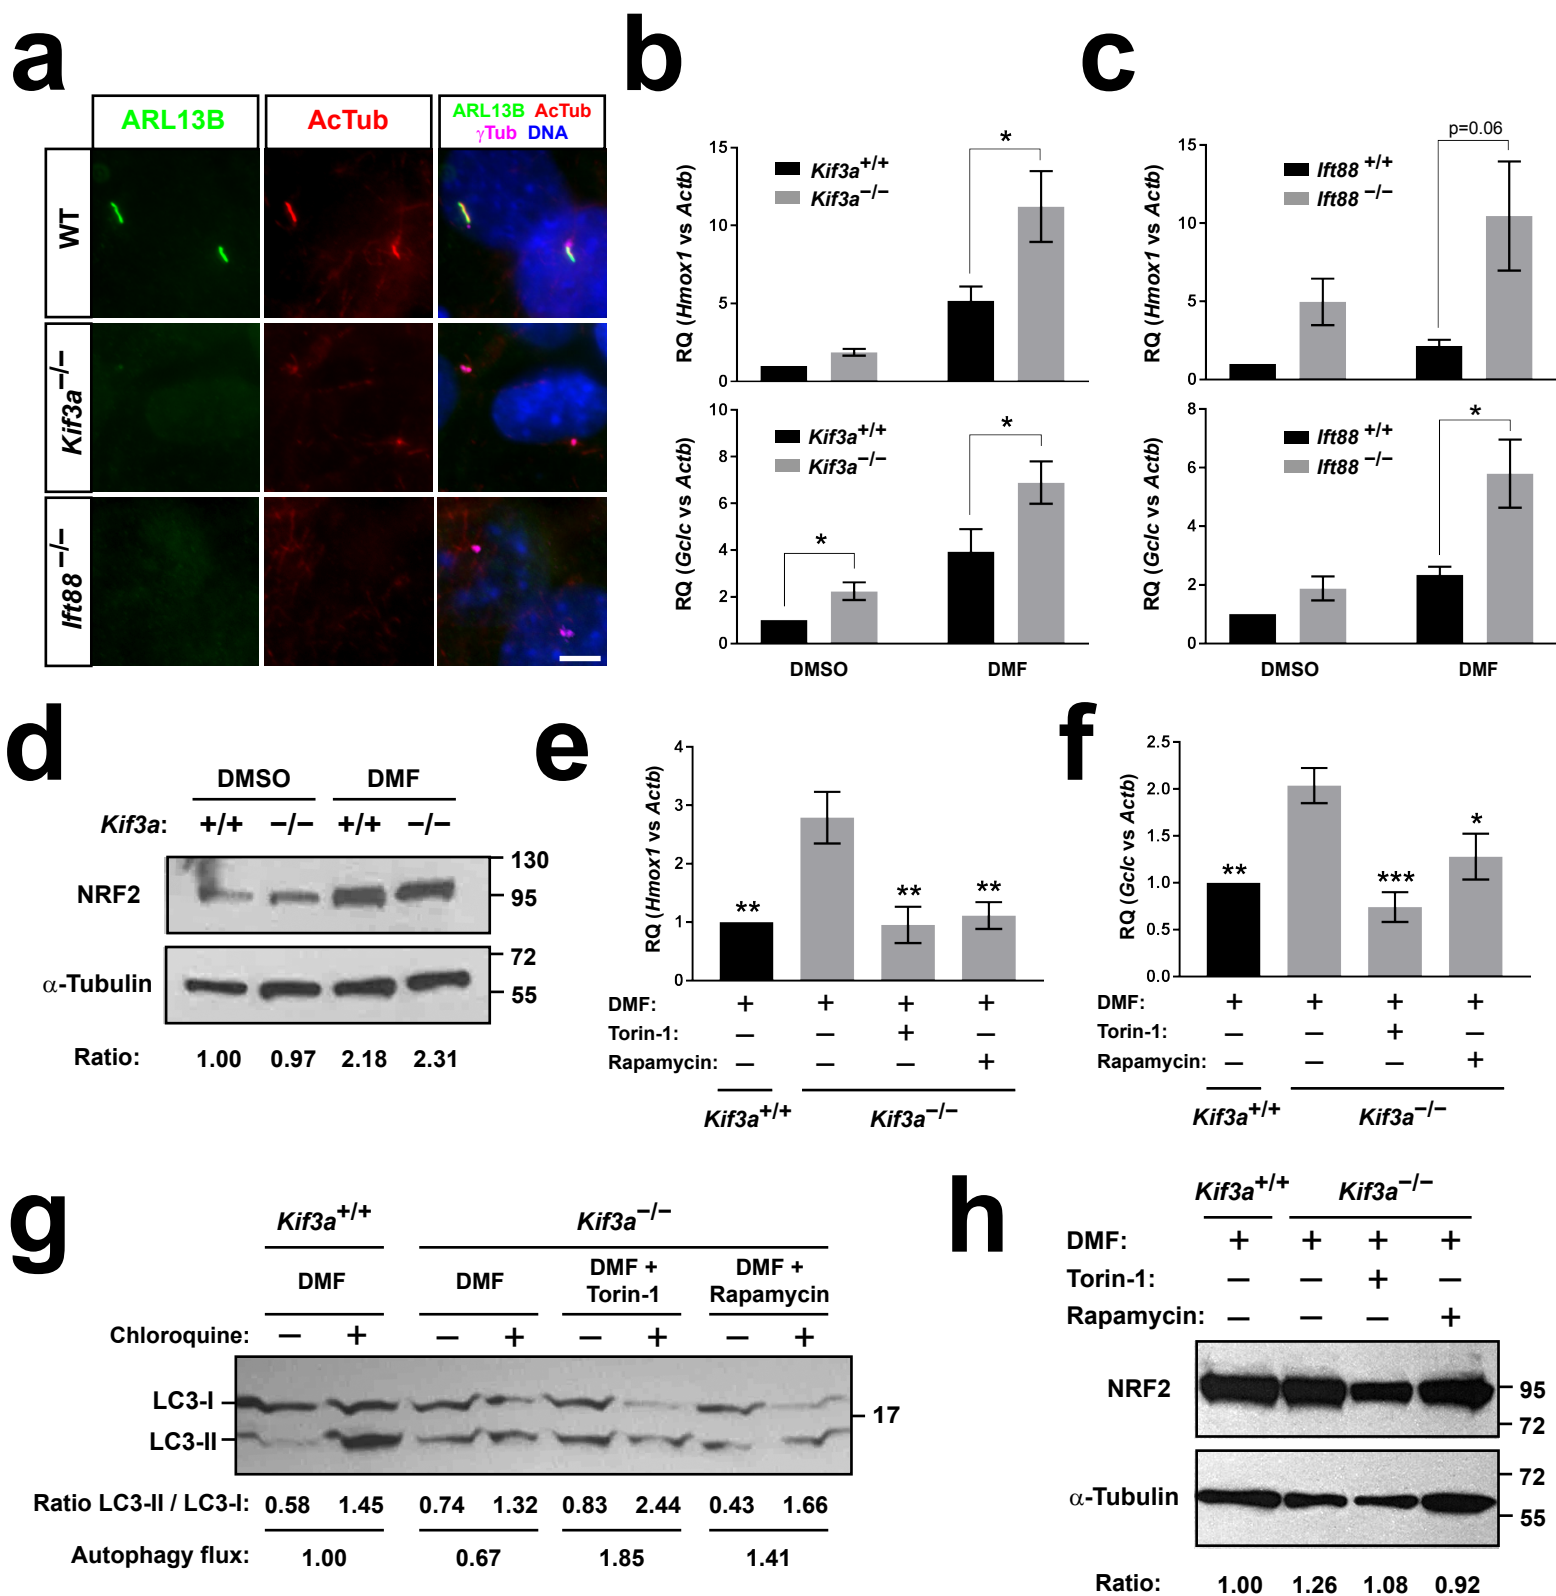 a
ARL13B
AcTub
ARL13B AcTub
γTub DNA
WT
Kif3a−/−
Ift88−/−
b
RQ (Hmox1 vs Actb)
15
10
5
0
Kif3a+/+
Kif3a−/−
*
RQ (Gclc vs Actb)
10
8
6
4
2
0
Kif3a+/+
Kif3a−/−
*
*
DMSO
DMF
c
RQ (Hmox1 vs Actb)
15
10
5
0
Ift88 +/+
Ift88 −/−
p=0.06
RQ (Gclc vs Actb)
8
6
4
2
0
Ift88 +/+
Ift88 −/−
*
DMSO
DMF
d
DMSO DMF
Kif3a: +/+ −/− +/+ −/−
NRF2
130
95
α-Tubulin
72
55
Ratio: 1.00 0.97 2.18 2.31
e
RQ (Hmox1 vs Actb)
4
3
2
1
0
** ** **
DMF: + + + +
Torin-1: − − + −
Rapamycin: − − − +
Kif3a+/+ Kif3a−/−
f
RQ (Gclc vs Actb)
2.5
2.0
1.5
1.0
0.5
0.0
** *** *
DMF: + + + +
Torin-1: − − + −
Rapamycin: − − − +
Kif3a+/+ Kif3a−/−
g
Kif3a+/+ Kif3a−/−
DMF DMF DMF +
Torin-1 DMF +
Rapamycin
Chloroquine: − + − + − + − +
LC3-I
LC3-II
17
Ratio LC3-II / LC3-I: 0.58 1.45 0.74 1.32 0.83 2.44 0.43 1.66
Autophagy flux: 1.00 0.67 1.85 1.41
h
Kif3a+/+ Kif3a−/−
DMF: + + + +
Torin-1: − − + −
Rapamycin: − − − +
NRF2
95
72
α-Tubulin
72
55
Ratio: 1.00 1.26 1.08 0.92